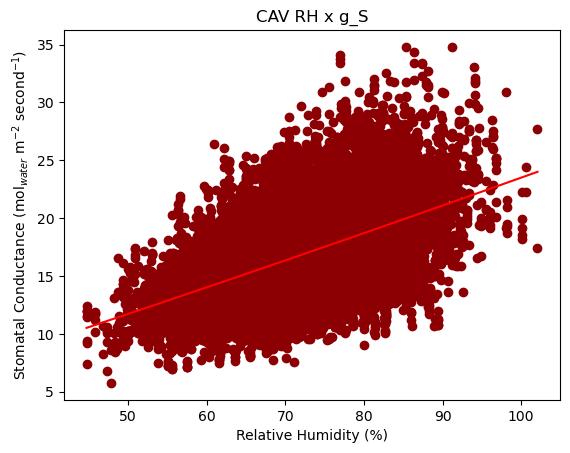 CAV RH x g_S
Stomatal Conductance (mol_water m⁻² second⁻¹)
35
30
25
20
15
10
5
50 60 70 80 90 100
Relative Humidity (%)